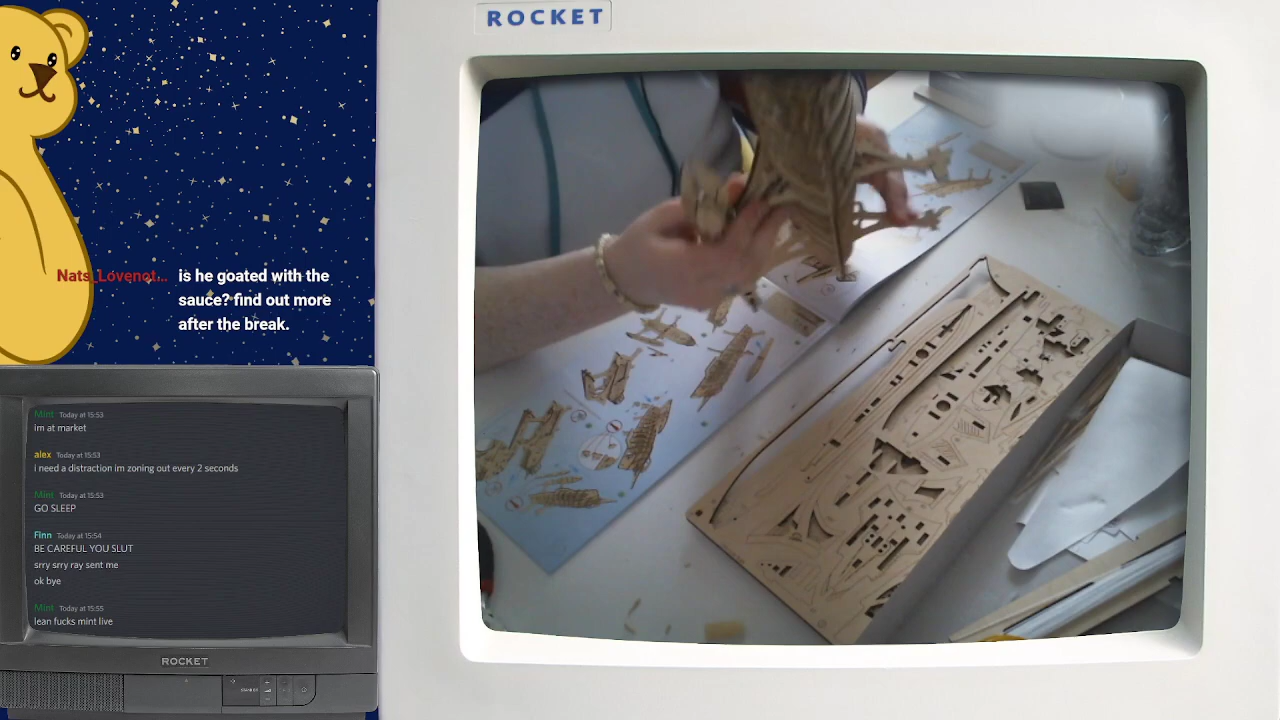 ROCKET
Nats_Lovenot... is he goated with the
sauce? find out more
after the break.
Mint Today at 15:53
im at market
alex Today at 15:53
i need a distraction im zoning out every 2 seconds
Mint Today at 15:53
GO SLEEP
Finn Today at 15:54
BE CAREFUL YOU SLUT
srry srry ray sent me
ok bye
Mint Today at 15:55
lean fucks mint live
ROCKET